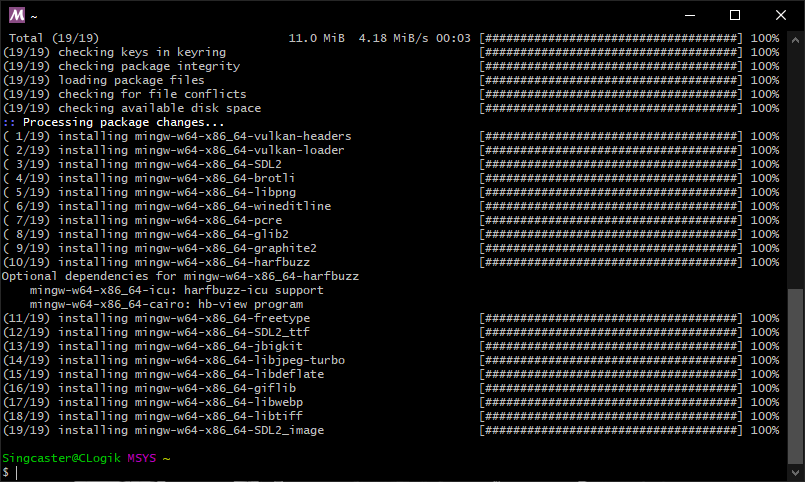 M ~
Total (19/19) 11.0 MiB 4.18 MiB/s 00:03 [####################################] 100%
(19/19) checking keys in keyring [####################################] 100%
(19/19) checking package integrity [####################################] 100%
(19/19) loading package files [####################################] 100%
(19/19) checking for file conflicts [####################################] 100%
(19/19) checking available disk space [####################################] 100%
:: Processing package changes...
( 1/19) installing mingw-w64-x86_64-vulkan-headers [####################################] 100%
( 2/19) installing mingw-w64-x86_64-vulkan-loader [####################################] 100%
( 3/19) installing mingw-w64-x86_64-SDL2 [####################################] 100%
( 4/19) installing mingw-w64-x86_64-brotli [####################################] 100%
( 5/19) installing mingw-w64-x86_64-libpng [####################################] 100%
( 6/19) installing mingw-w64-x86_64-wineditline [####################################] 100%
( 7/19) installing mingw-w64-x86_64-pcre [####################################] 100%
( 8/19) installing mingw-w64-x86_64-glib2 [####################################] 100%
( 9/19) installing mingw-w64-x86_64-graphite2 [####################################] 100%
(10/19) installing mingw-w64-x86_64-harfbuzz [####################################] 100%
Optional dependencies for mingw-w64-x86_64-harfbuzz
mingw-w64-x86_64-icu: harfbuzz-icu support
mingw-w64-x86_64-cairo: hb-view program
(11/19) installing mingw-w64-x86_64-freetype [####################################] 100%
(12/19) installing mingw-w64-x86_64-SDL2_ttf [####################################] 100%
(13/19) installing mingw-w64-x86_64-jbigkit [####################################] 100%
(14/19) installing mingw-w64-x86_64-libjpeg-turbo [####################################] 100%
(15/19) installing mingw-w64-x86_64-libdeflate [####################################] 100%
(16/19) installing mingw-w64-x86_64-giflib [####################################] 100%
(17/19) installing mingw-w64-x86_64-libwebp [####################################] 100%
(18/19) installing mingw-w64-x86_64-libtiff [####################################] 100%
(19/19) installing mingw-w64-x86_64-SDL2_image [####################################] 100%
Singcaster@CLogik MSYS ~
$